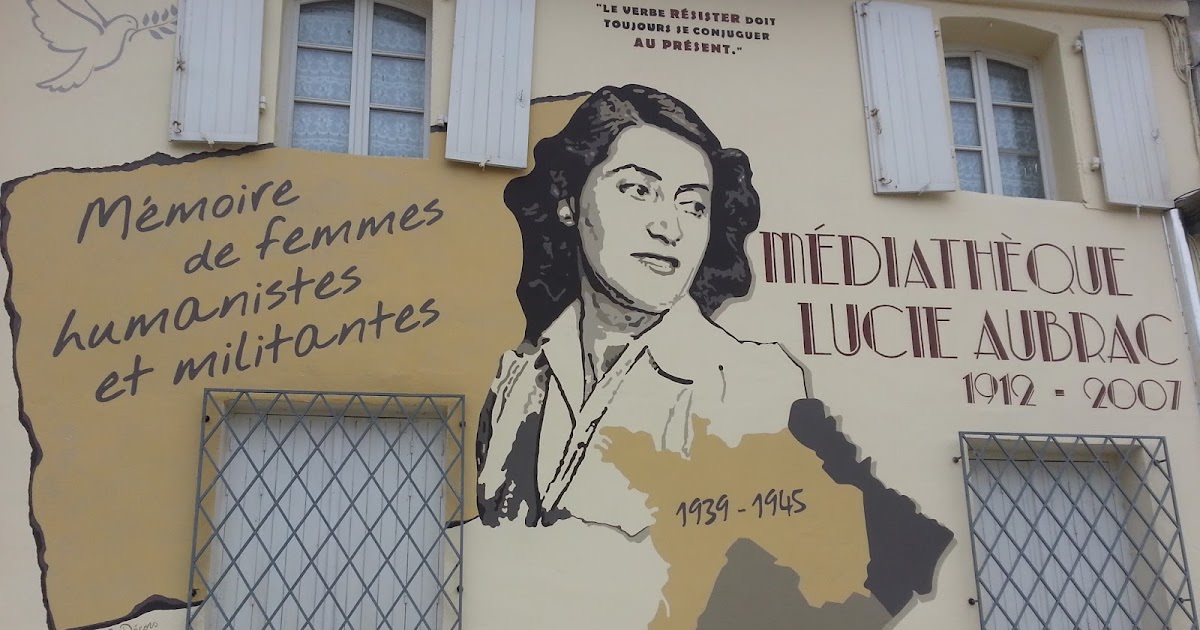 "LE VERBE RÉSISTER DOIT
TOUJOURS SE CONJUGUER
AU PRÉSENT."
Mémoire
de femmes
humanistes
et militantes
MÉDIATHÈQUE
LUCIE AUBRAC
1912 - 2007
1939 - 1945